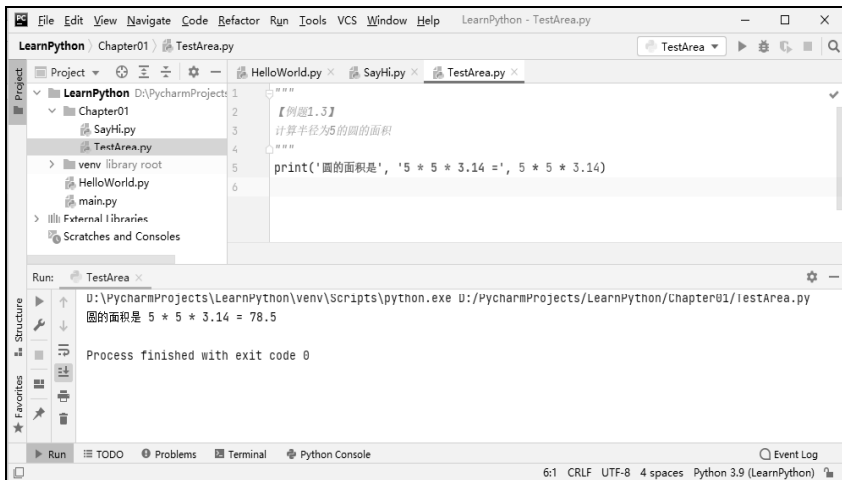 PC File Edit View Navigate Code Refactor Run Tools VCS Window Help LearnPython - TestArea.py
LearnPython Chapter01 TestArea.py TestArea
Project HelloWorld.py SayHi.py TestArea.py
Project
LearnPython D:\PycharmProjects
Chapter01
SayHi.py
TestArea.py
venv library root
HelloWorld.py
main.py
External Libraries
Scratches and Consoles
1 """
2 【例题1.3】
3 计算半径为5的圆的面积
4 """
5 print('圆的面积是', '5 * 5 * 3.14 =', 5 * 5 * 3.14)
6
Run: TestArea
D:\PycharmProjects\LearnPython\venv\Scripts\python.exe D:/PycharmProjects/LearnPython/Chapter01/TestArea.py
圆的面积是 5 * 5 * 3.14 = 78.5
Process finished with exit code 0
Structure
Favorites
Run TODO Problems Terminal Python Console Event Log
6:1 CRLF UTF-8 4 spaces Python 3.9 (LearnPython)